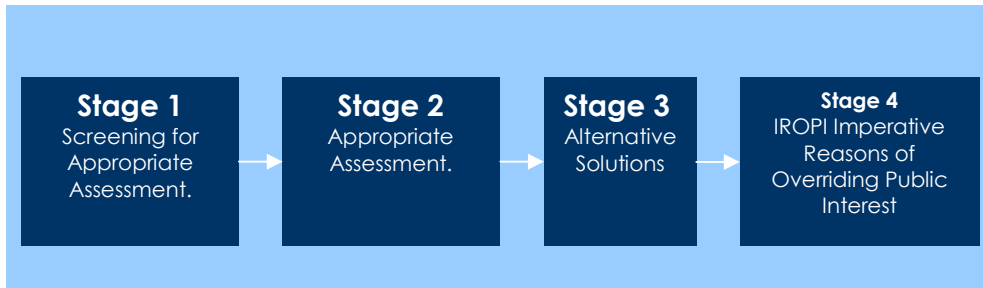 Stage 1
Screening for
Appropriate
Assessment.
Stage 2
Appropriate
Assessment.
Stage 3
Alternative
Solutions
Stage 4
IROPI Imperative
Reasons of
Overriding Public
Interest